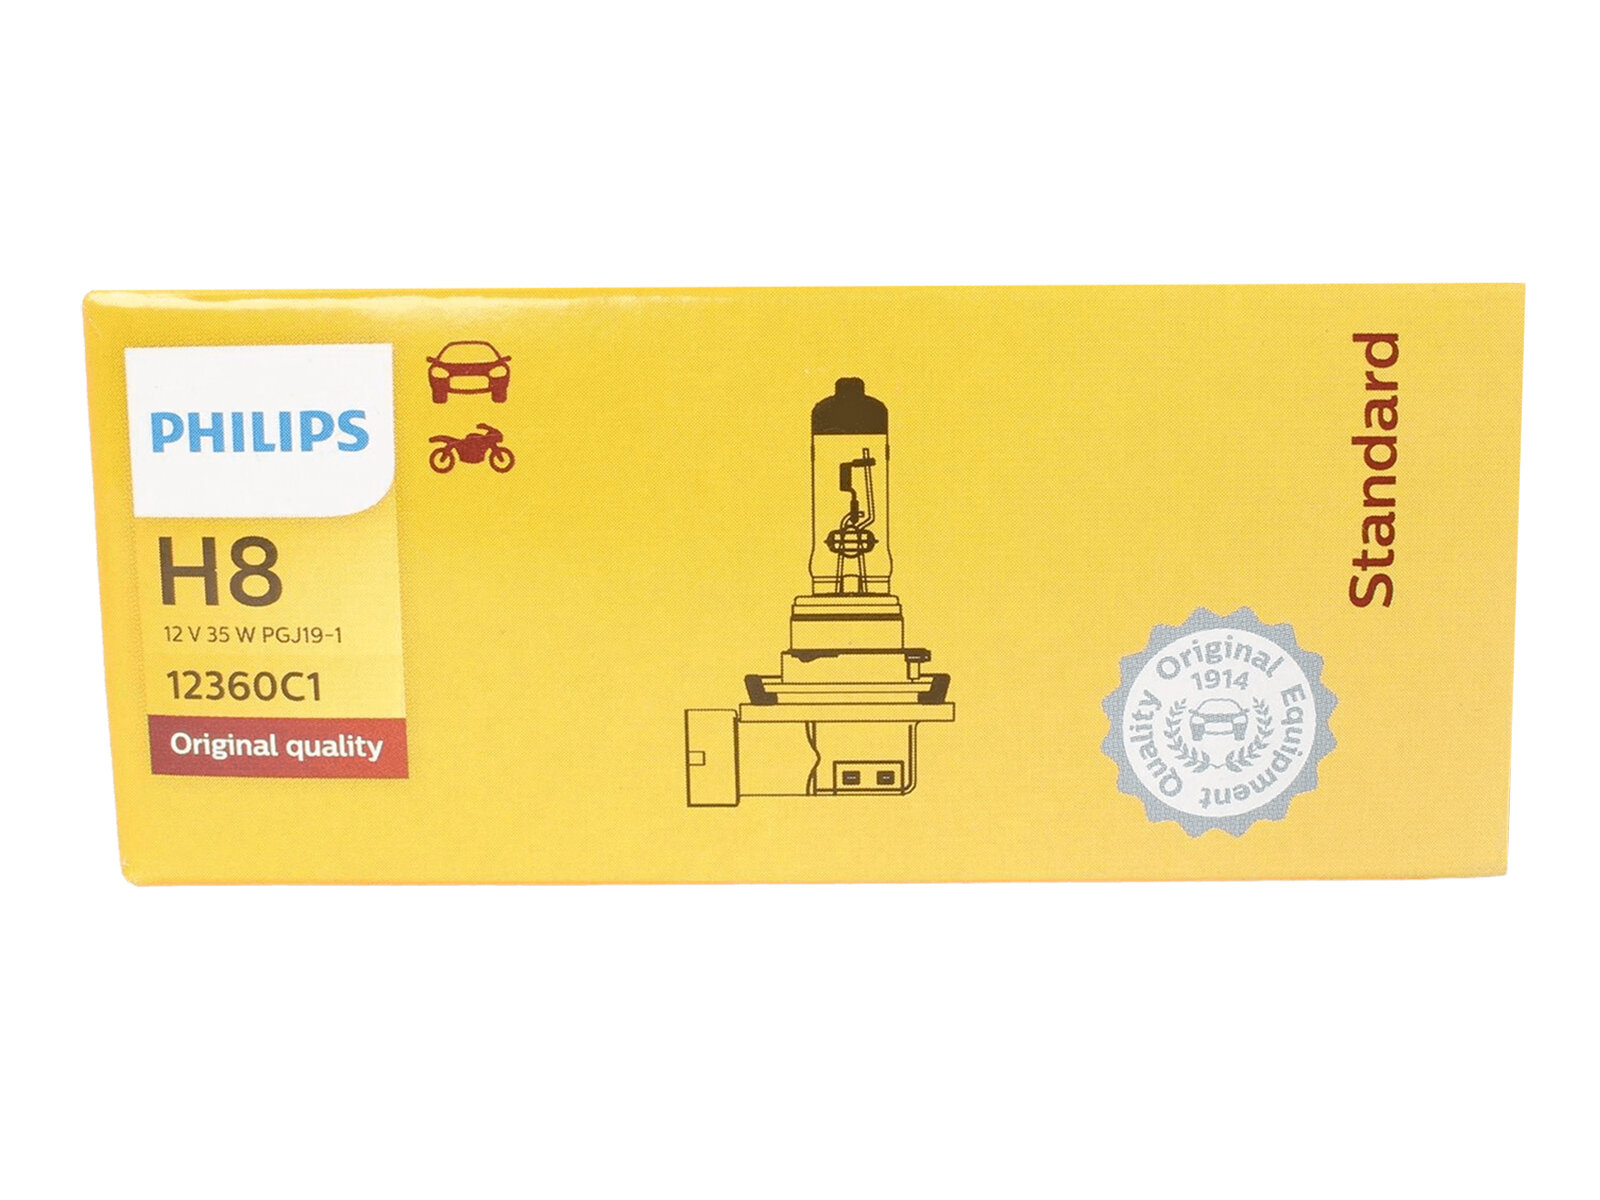 PHILIPS
H8
12 V 35 W PGJ19-1
12360C1
Original quality
Standard
Quality Original Equipment
1914